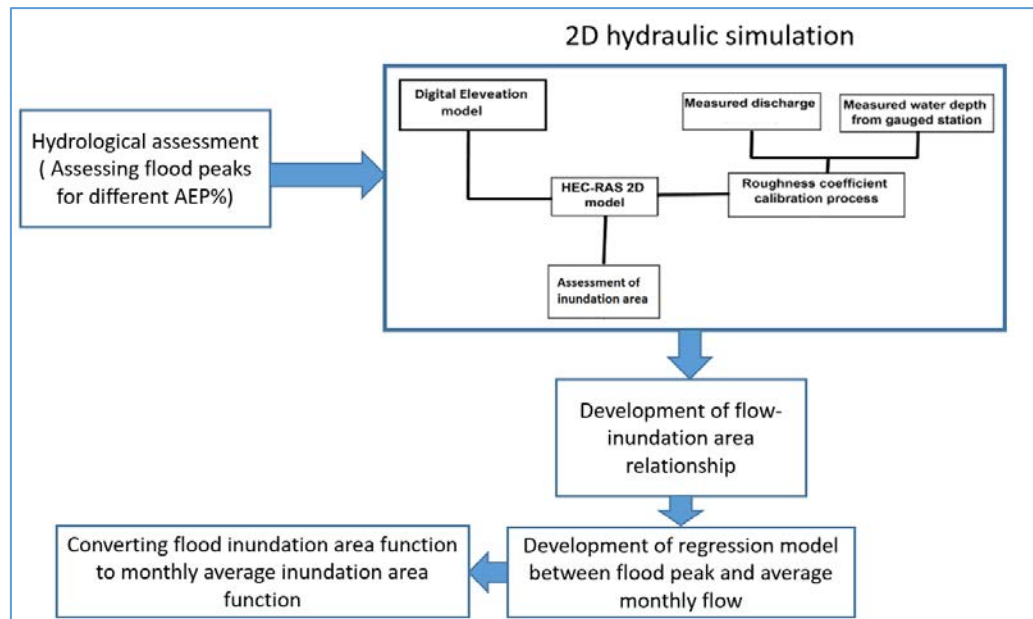 2D hydraulic simulation
Hydrological assessment
( Assessing flood peaks
for different AEP%)
Digital Eleveation
model
Measured discharge
Measured water depth
from gauged station
HEC-RAS 2D
model
Roughness coefficient
calibration process
Assessment of
inundation area
Development of flow-
inundation area
relationship
Development of regression model
between flood peak and average
monthly flow
Converting flood inundation area function
to monthly average inundation area
function